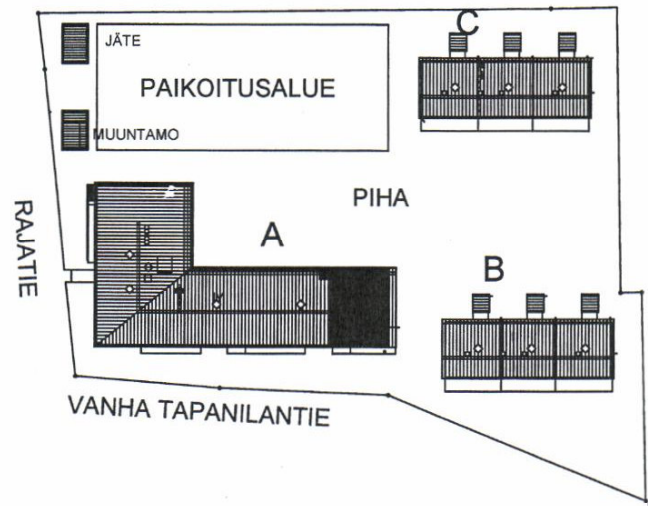 C
JÄTE
PAIKOITUSALUE
MUUNTAMO
PIHA
RAJATIE
A
B
VANHA TAPANILANTIE